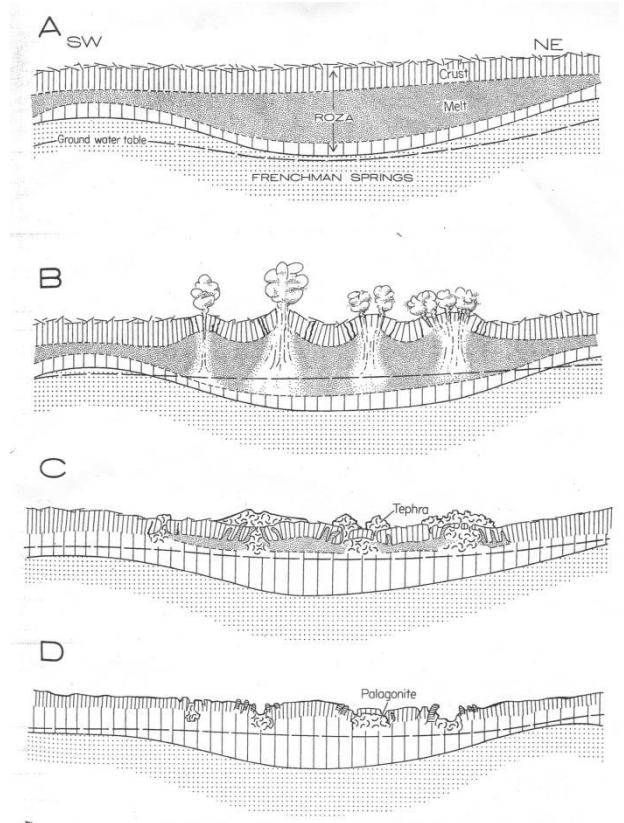 A
SW
NE
Crust
Melt
ROZA
Ground water table
FRENCHMAN SPRINGS
B
C
Tephra
D
Palagonite